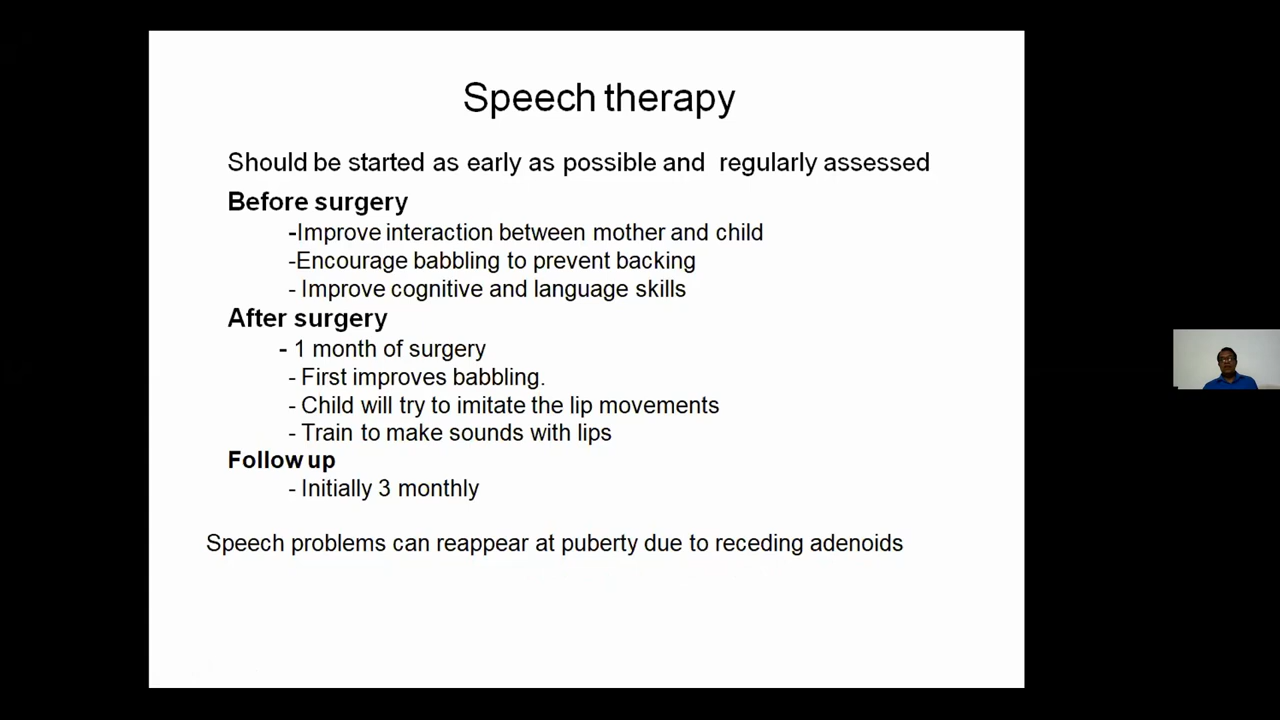 Speech therapy
Should be started as early as possible and regularly assessed
Before surgery
-Improve interaction between mother and child
-Encourage babbling to prevent backing
- Improve cognitive and language skills
After surgery
- 1 month of surgery
- First improves babbling.
- Child will try to imitate the lip movements
- Train to make sounds with lips
Follow up
- Initially 3 monthly
Speech problems can reappear at puberty due to receding adenoids